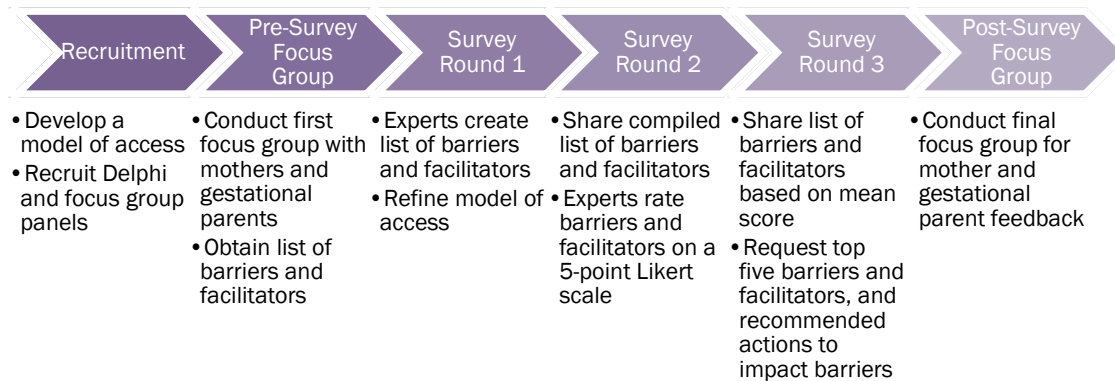 Recruitment
Pre-Survey
Focus
Group
Survey
Round 1
Survey
Round 2
Survey
Round 3
Post-Survey
Focus
Group
•Develop a
model of access
•Recruit Delphi
and focus group
panels
•Conduct first
focus group with
mothers and
gestational
parents
•Obtain list of
barriers and
facilitators
•Experts create
list of barriers
and facilitators
•Refine model of
access
•Share compiled
list of barriers
and facilitators
•Experts rate
barriers and
facilitators on a
5-point Likert
scale
•Share list of
barriers and
facilitators
based on mean
score
•Request top
five barriers and
facilitators, and
recommended
actions to
impact barriers
•Conduct final
focus group for
mother and
gestational
parent feedback